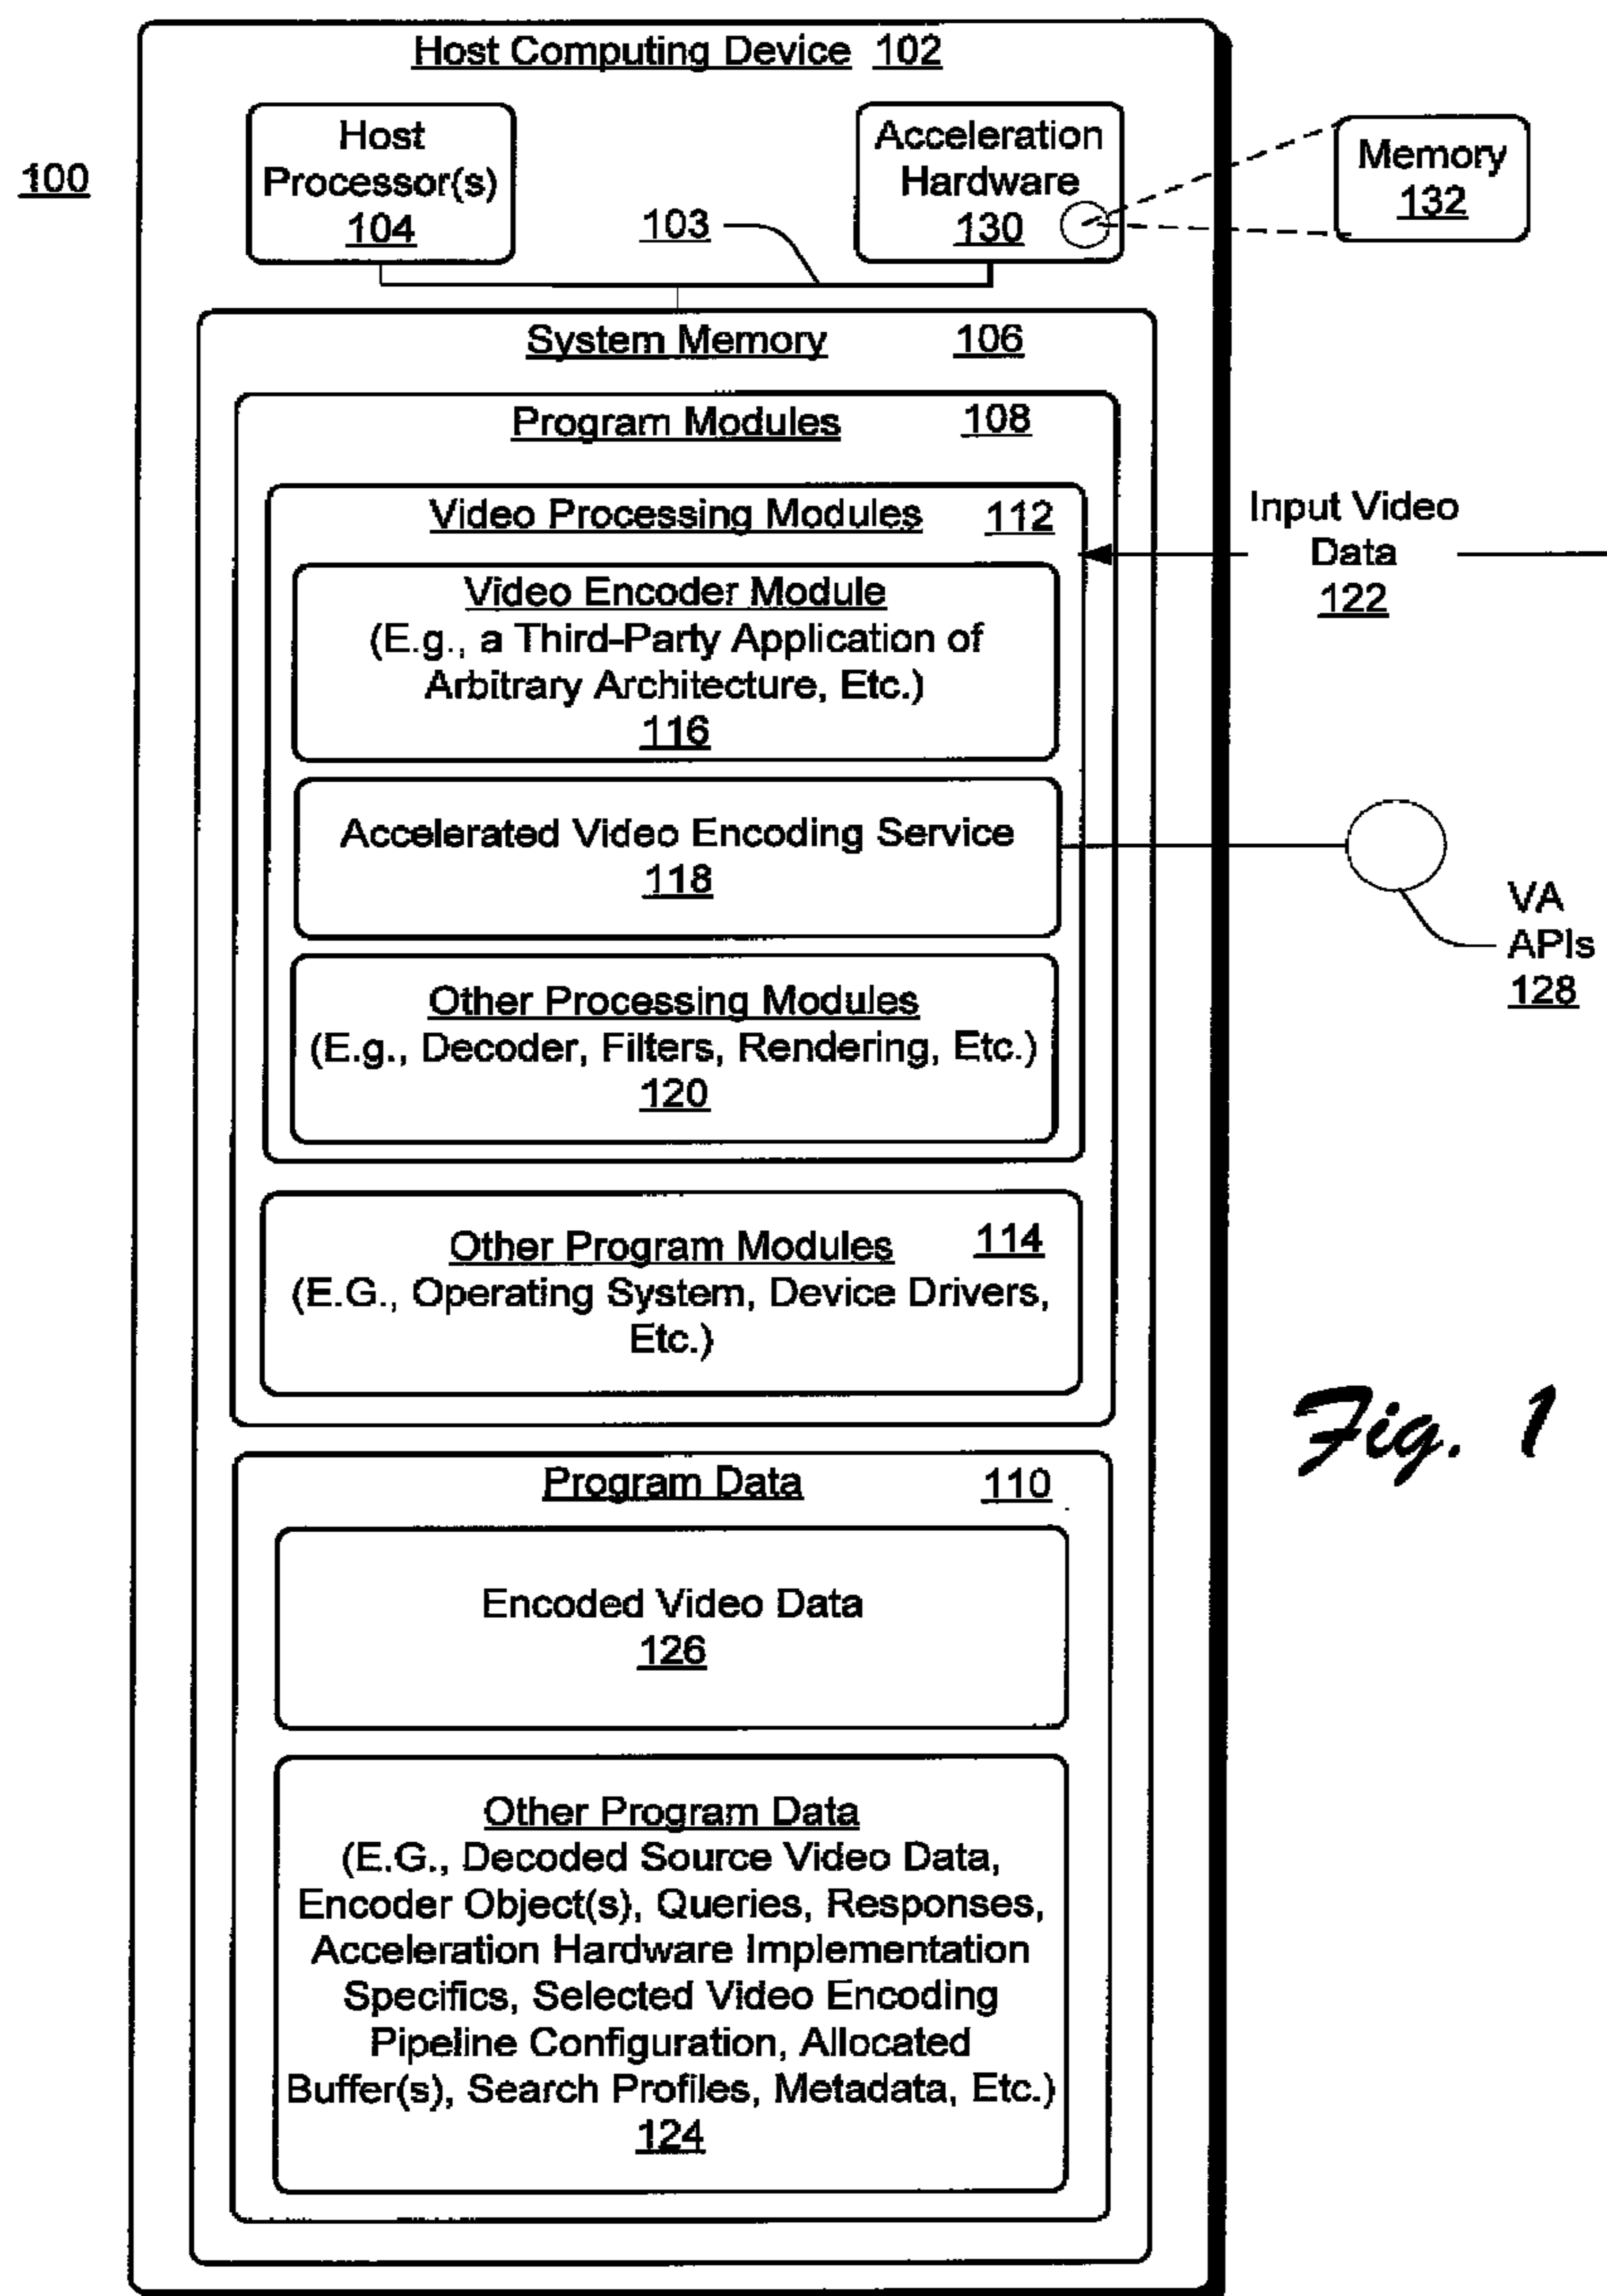 Host Computing Device 102
100
Host
Processor(s)
104
103
Acceleration
Hardware
130
Memory
132
System Memory 106
Program Modules 108
Video Processing Modules 112
Input Video
Data
122
Video Encoder Module
(E.g., a Third-Party Application of
Arbitrary Architecture, Etc.)
116
Accelerated Video Encoding Service
118
VA
APIs
128
Other Processing Modules
(E.g., Decoder, Filters, Rendering, Etc.)
120
Other Program Modules 114
(E.G., Operating System, Device Drivers,
Etc.)
Fig. 1
Program Data 110
Encoded Video Data
126
Other Program Data
(E.G., Decoded Source Video Data,
Encoder Object(s), Queries, Responses,
Acceleration Hardware Implementation
Specifics, Selected Video Encoding
Pipeline Configuration, Allocated
Buffer(s), Search Profiles, Metadata, Etc.)
124